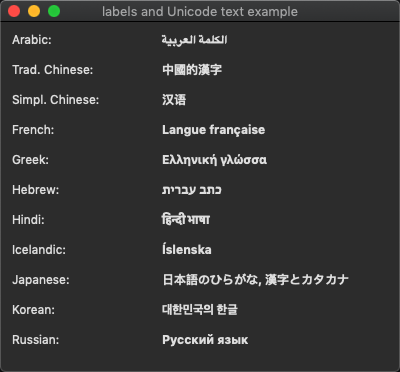 labels and Unicode text example
Arabic: الكلمة العربية
Trad. Chinese: 中國的漢字
Simpl. Chinese: 汉语
French: Langue française
Greek: Ελληνική γλώσσα
Hebrew: כתב עברית
Hindi: हिन्दी भाषा
Icelandic: Íslenska
Japanese: 日本語のひらがな, 漢字とカタカナ
Korean: 대한민국의 한글
Russian: Русский язык